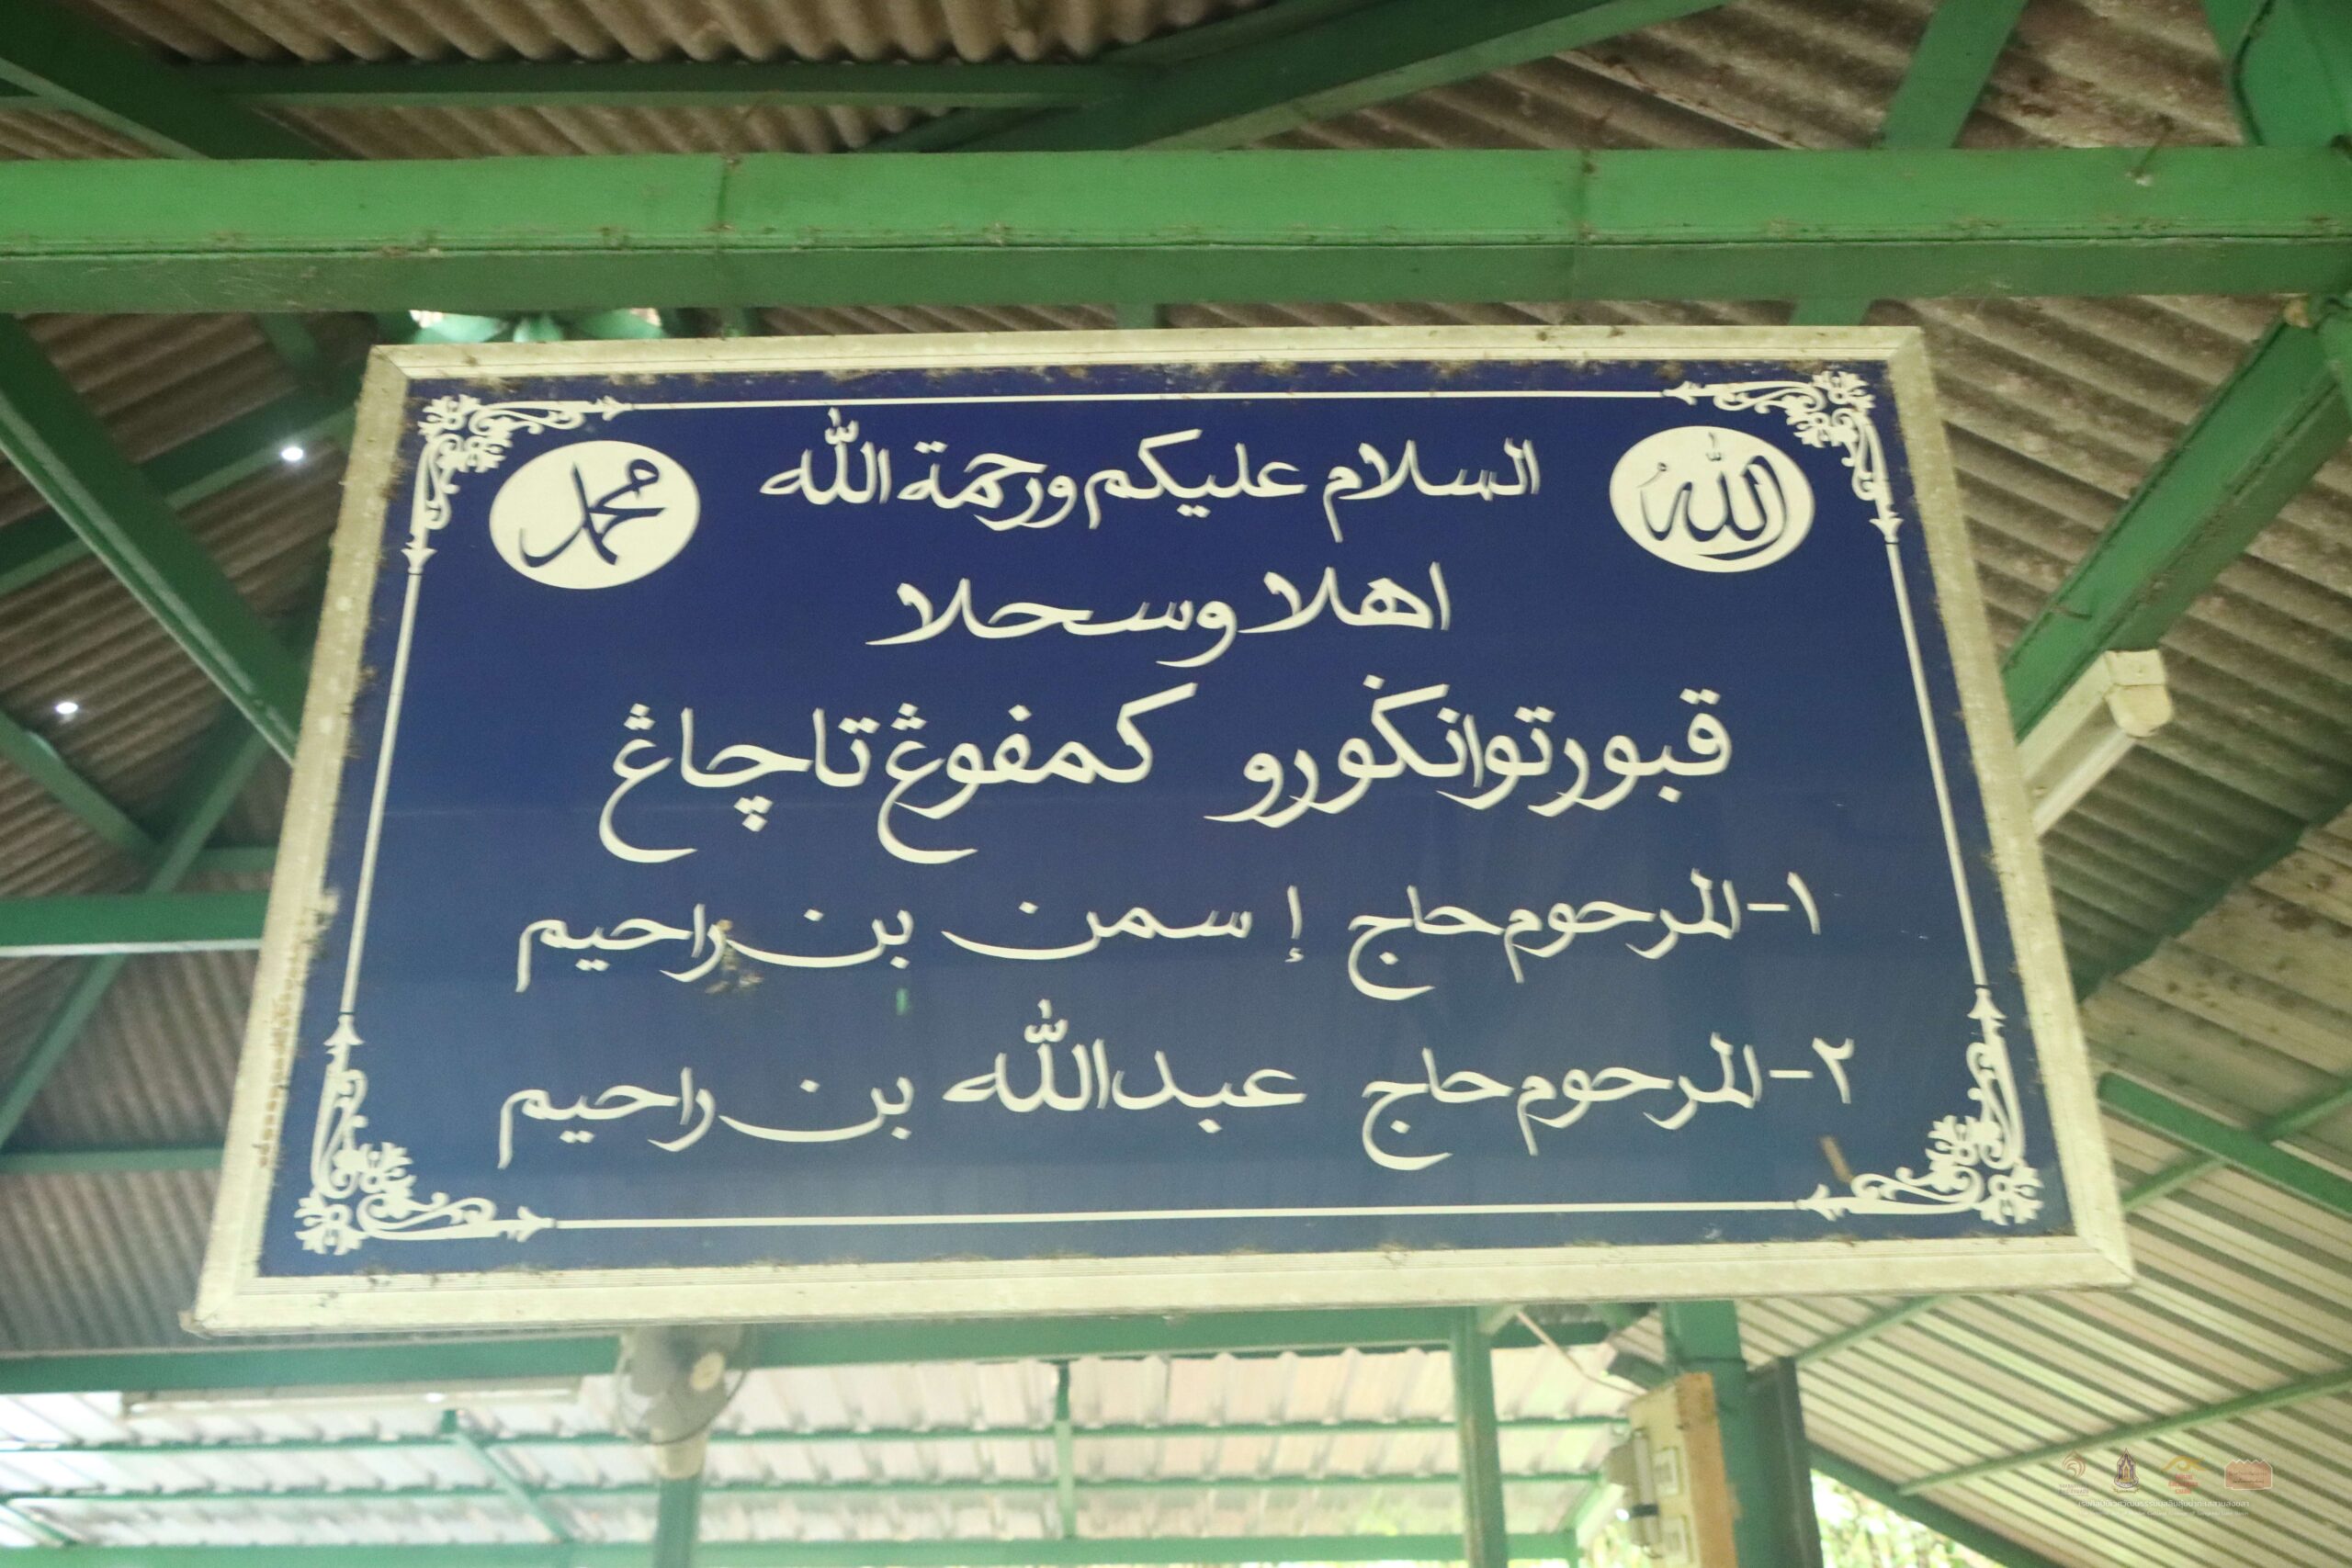 الله
محمد
السلام عليكم ورحمة الله
اهلا وسحلا
قبور توانكورو کمفوڠ تاچاڠ
١-المرحوم حاج إسمن بن راحيم
٢-المرحوم حاج عبدالله بن راحيم